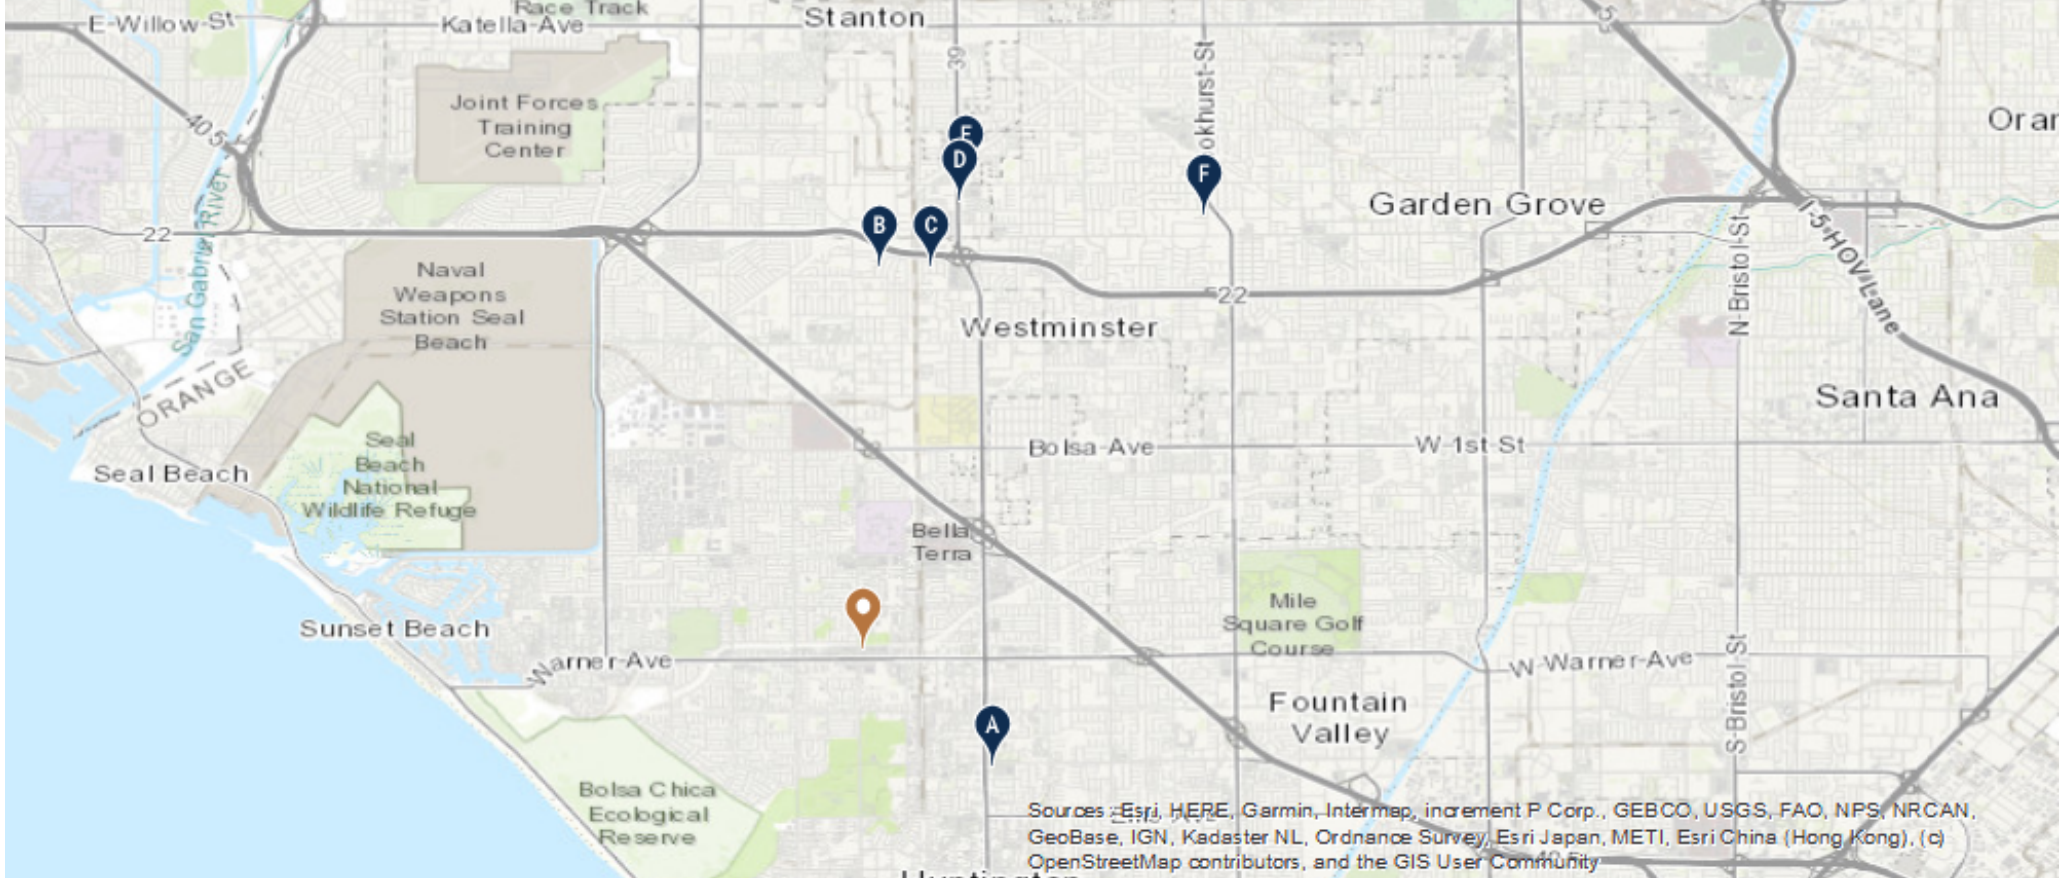 Race Track
E-Willow-St
Katella-Ave
Stanton
5
39
okhurst-St
Joint Forces
Training
Center
405
Orar
E
D
F
B
C
Garden Grove
22
San Gabriel River
I-5-HOV Lane
N-Bristol-St
Naval
Weapons
Station Seal
Beach
22
Westminster
ORANGE
Santa Ana
Seal
Beach
National
Wildlife Refuge
Seal Beach
Bolsa-Ave
W 1st St
Bella
Terra
Mile
Square Golf
Course
Sunset Beach
Warner-Ave
W-Warner-Ave
S-Bristol-St
Fountain
Valley
A
Bolsa Chica
Ecological
Reserve
Sources: Esri, HERE, Garmin, Intermap, increment P Corp., GEBCO, USGS, FAO, NPS, NRCAN,
GeoBase, IGN, Kadaster NL, Ordnance Survey, Esri Japan, METI, Esri China (Hong Kong), (c)
OpenStreetMap contributors, and the GIS User Community